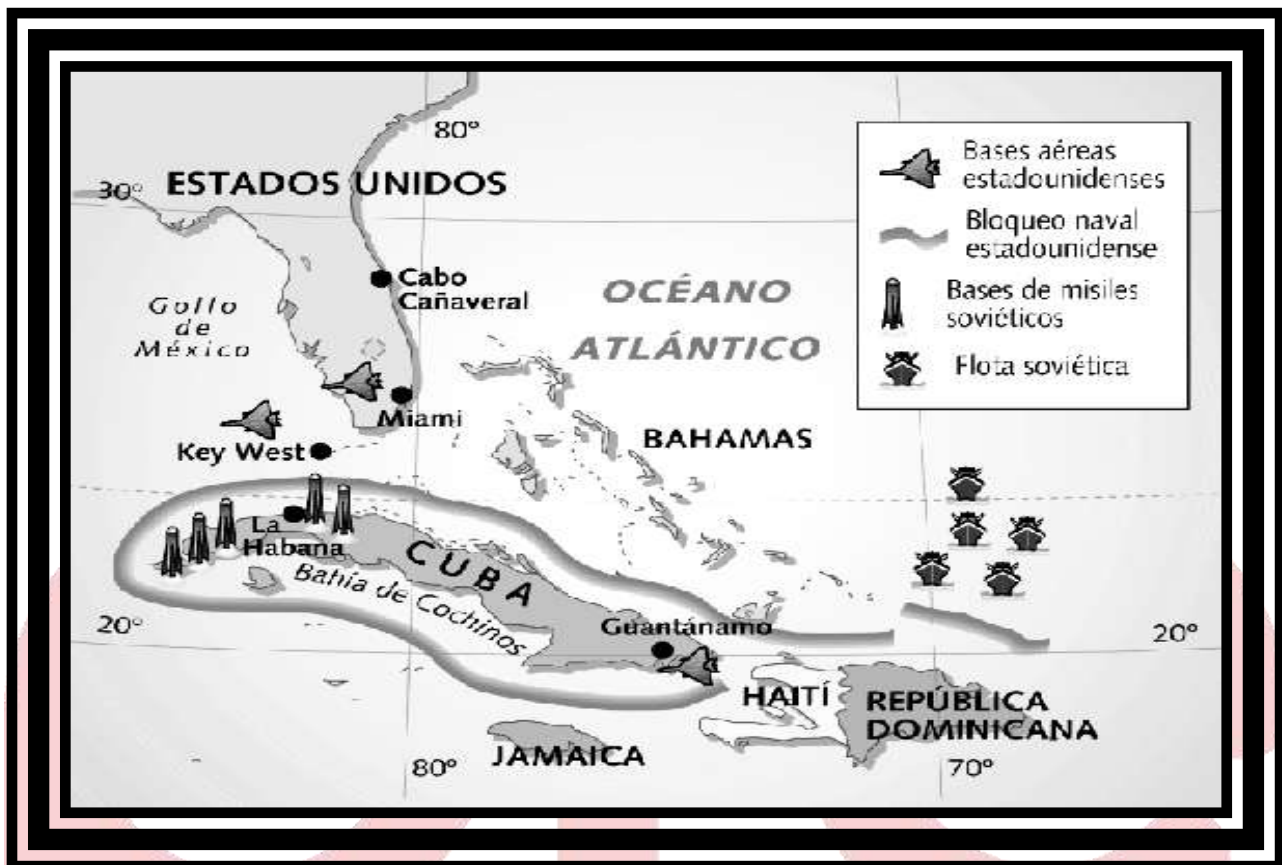 80°
30°
ESTADOS UNIDOS
Cabo
Cañaveral
Gollo
de
México
OCÉANO
ATLÁNTICO
Miami
Key West
BAHAMAS
La
Habana
CUBA
Bahía de Cochinos
20°
Guantánamo
20°
HAITÍ
REPÚBLICA
DOMINICANA
JAMAICA
80°
70°
Bases aéreas
estadounidenses
Bloqueo naval
estadounidense
Bases de misiles
soviéticos
Flota soviética